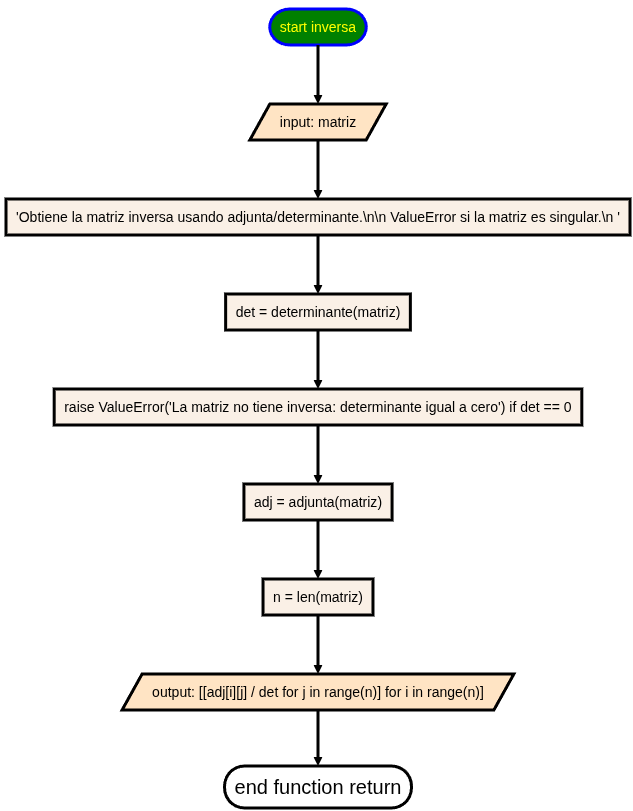 start inversa
input: matriz
'Obtiene la matriz inversa usando adjunta/determinante.\n\n ValueError si la matriz es singular.\n '
det = determinante(matriz)
raise ValueError('La matriz no tiene inversa: determinante igual a cero') if det == 0
adj = adjunta(matriz)
n = len(matriz)
output: [[adj[i][j] / det for j in range(n)] for i in range(n)]
end function return